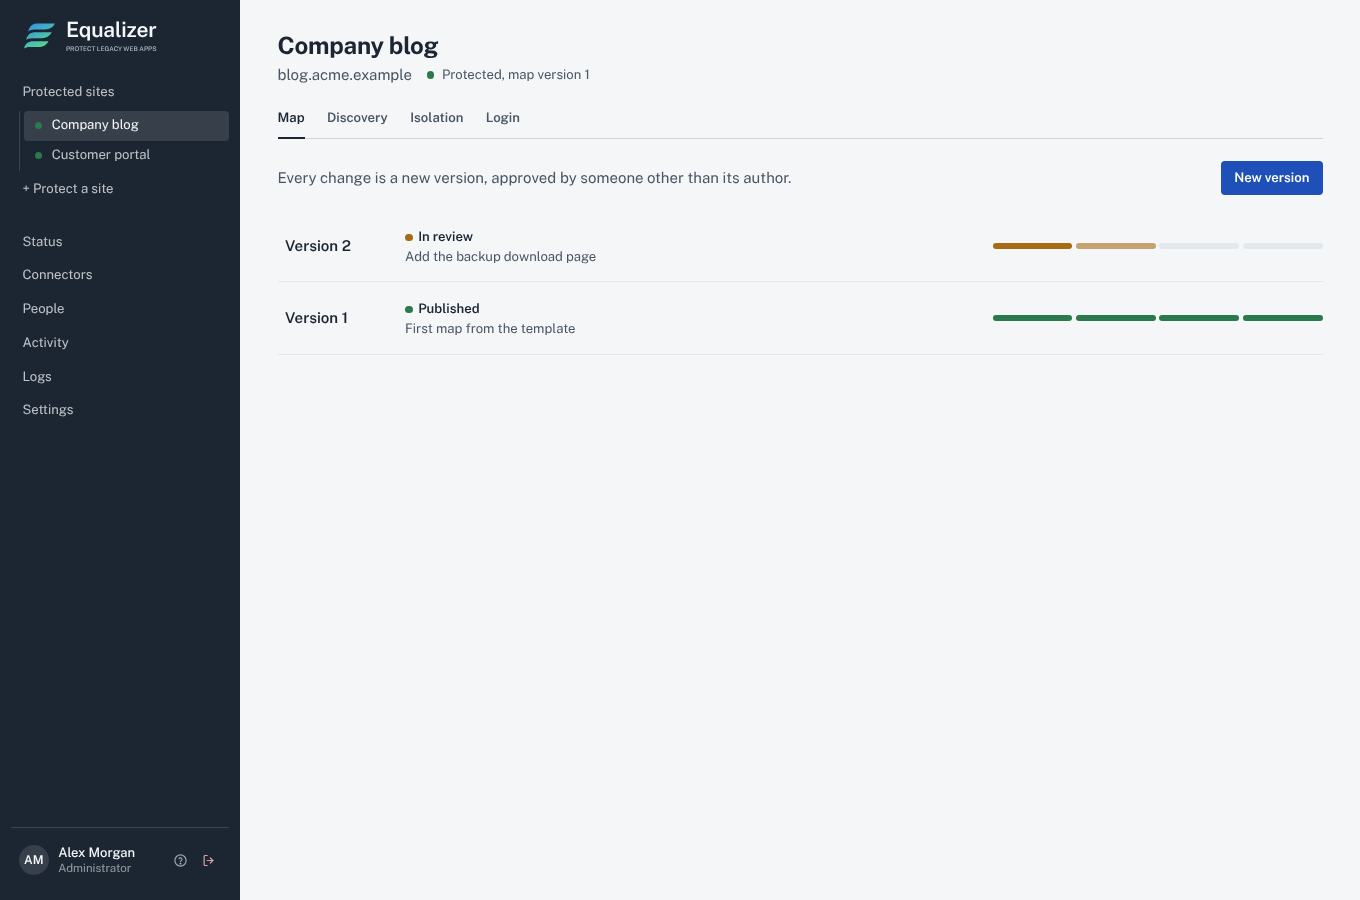 Equalizer
PROTECT LEGACY WEB APPS
Protected sites
Company blog
Customer portal
+ Protect a site
Status
Connectors
People
Activity
Logs
Settings
AM
Alex Morgan
Administrator
Company blog
blog.acme.example
Protected, map version 1
Map
Discovery
Isolation
Login
Every change is a new version, approved by someone other than its author.
New version
Version 2
In review
Add the backup download page
Version 1
Published
First map from the template